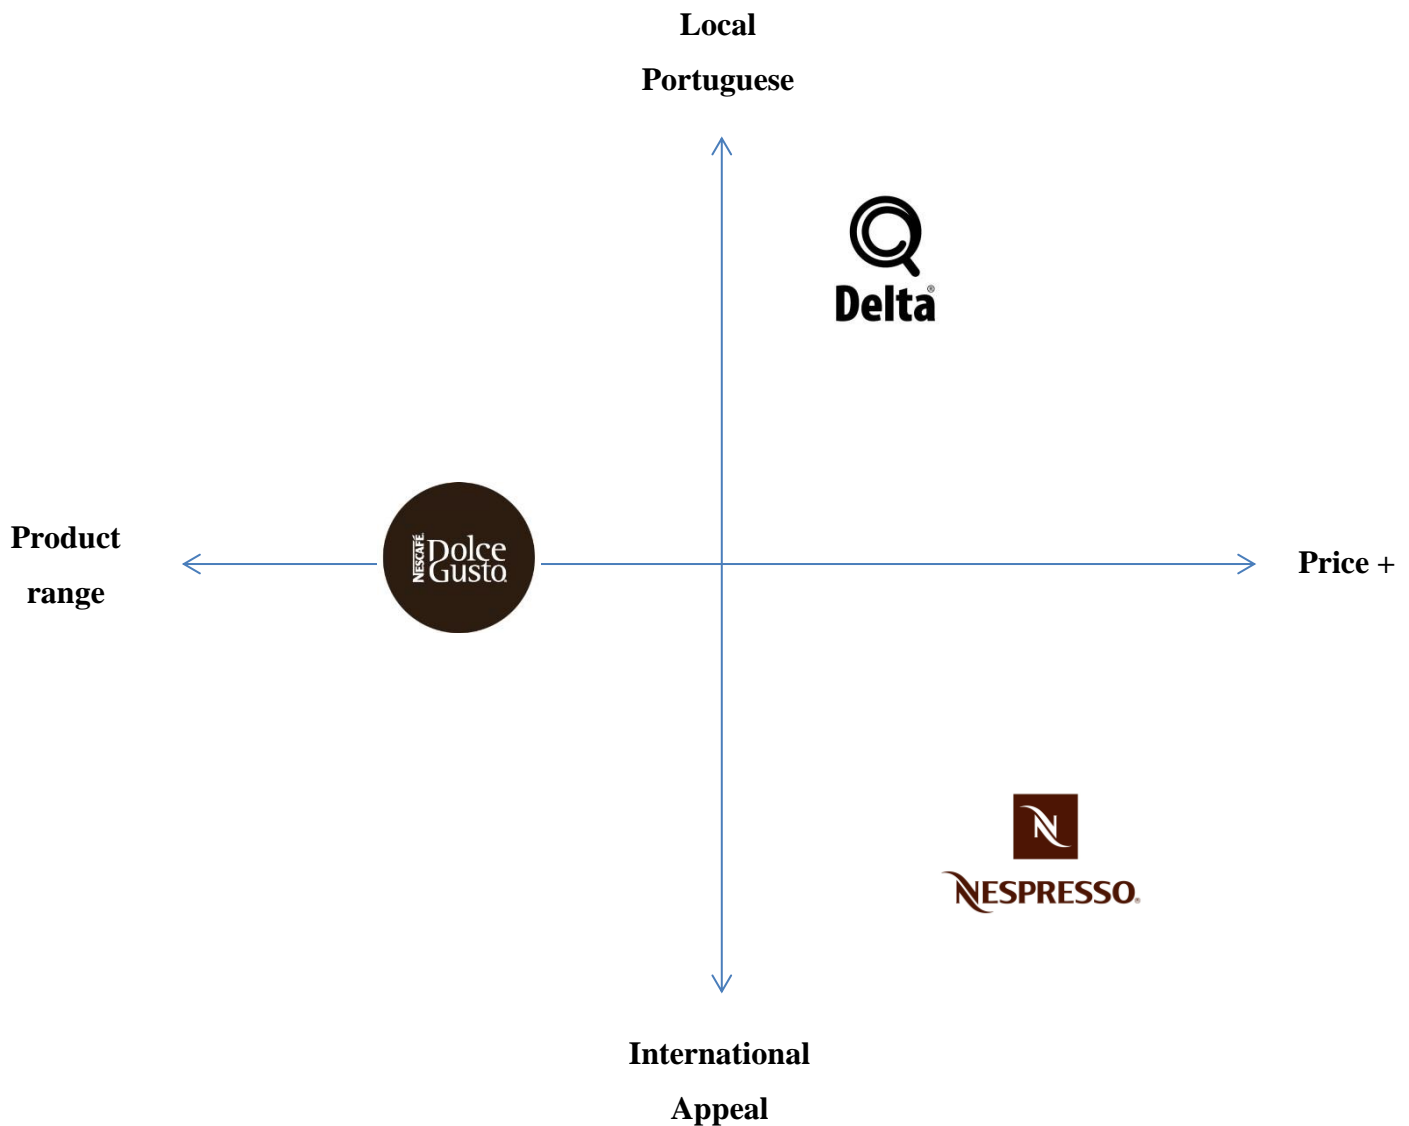 Local
Portuguese
Delta®
Product
range
NESCAFÉ
Dolce
Gusto
Price +
N
NESPRESSO®
International
Appeal